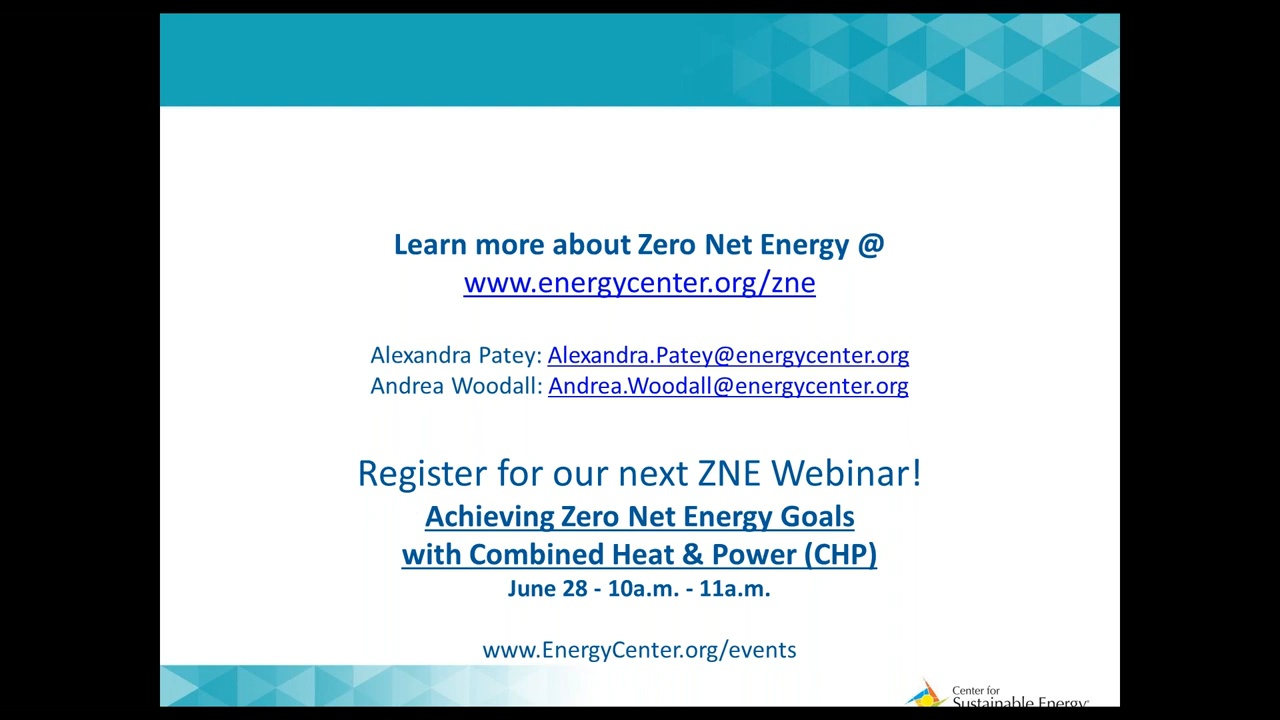 Learn more about Zero Net Energy @
www.energycenter.org/zne
Alexandra Patey: Alexandra.Patey@energycenter.org
Andrea Woodall: Andrea.Woodall@energycenter.org
Register for our next ZNE Webinar!
Achieving Zero Net Energy Goals
with Combined Heat & Power (CHP)
June 28 - 10a.m. - 11a.m.
www.EnergyCenter.org/events
Center for
Sustainable Energy